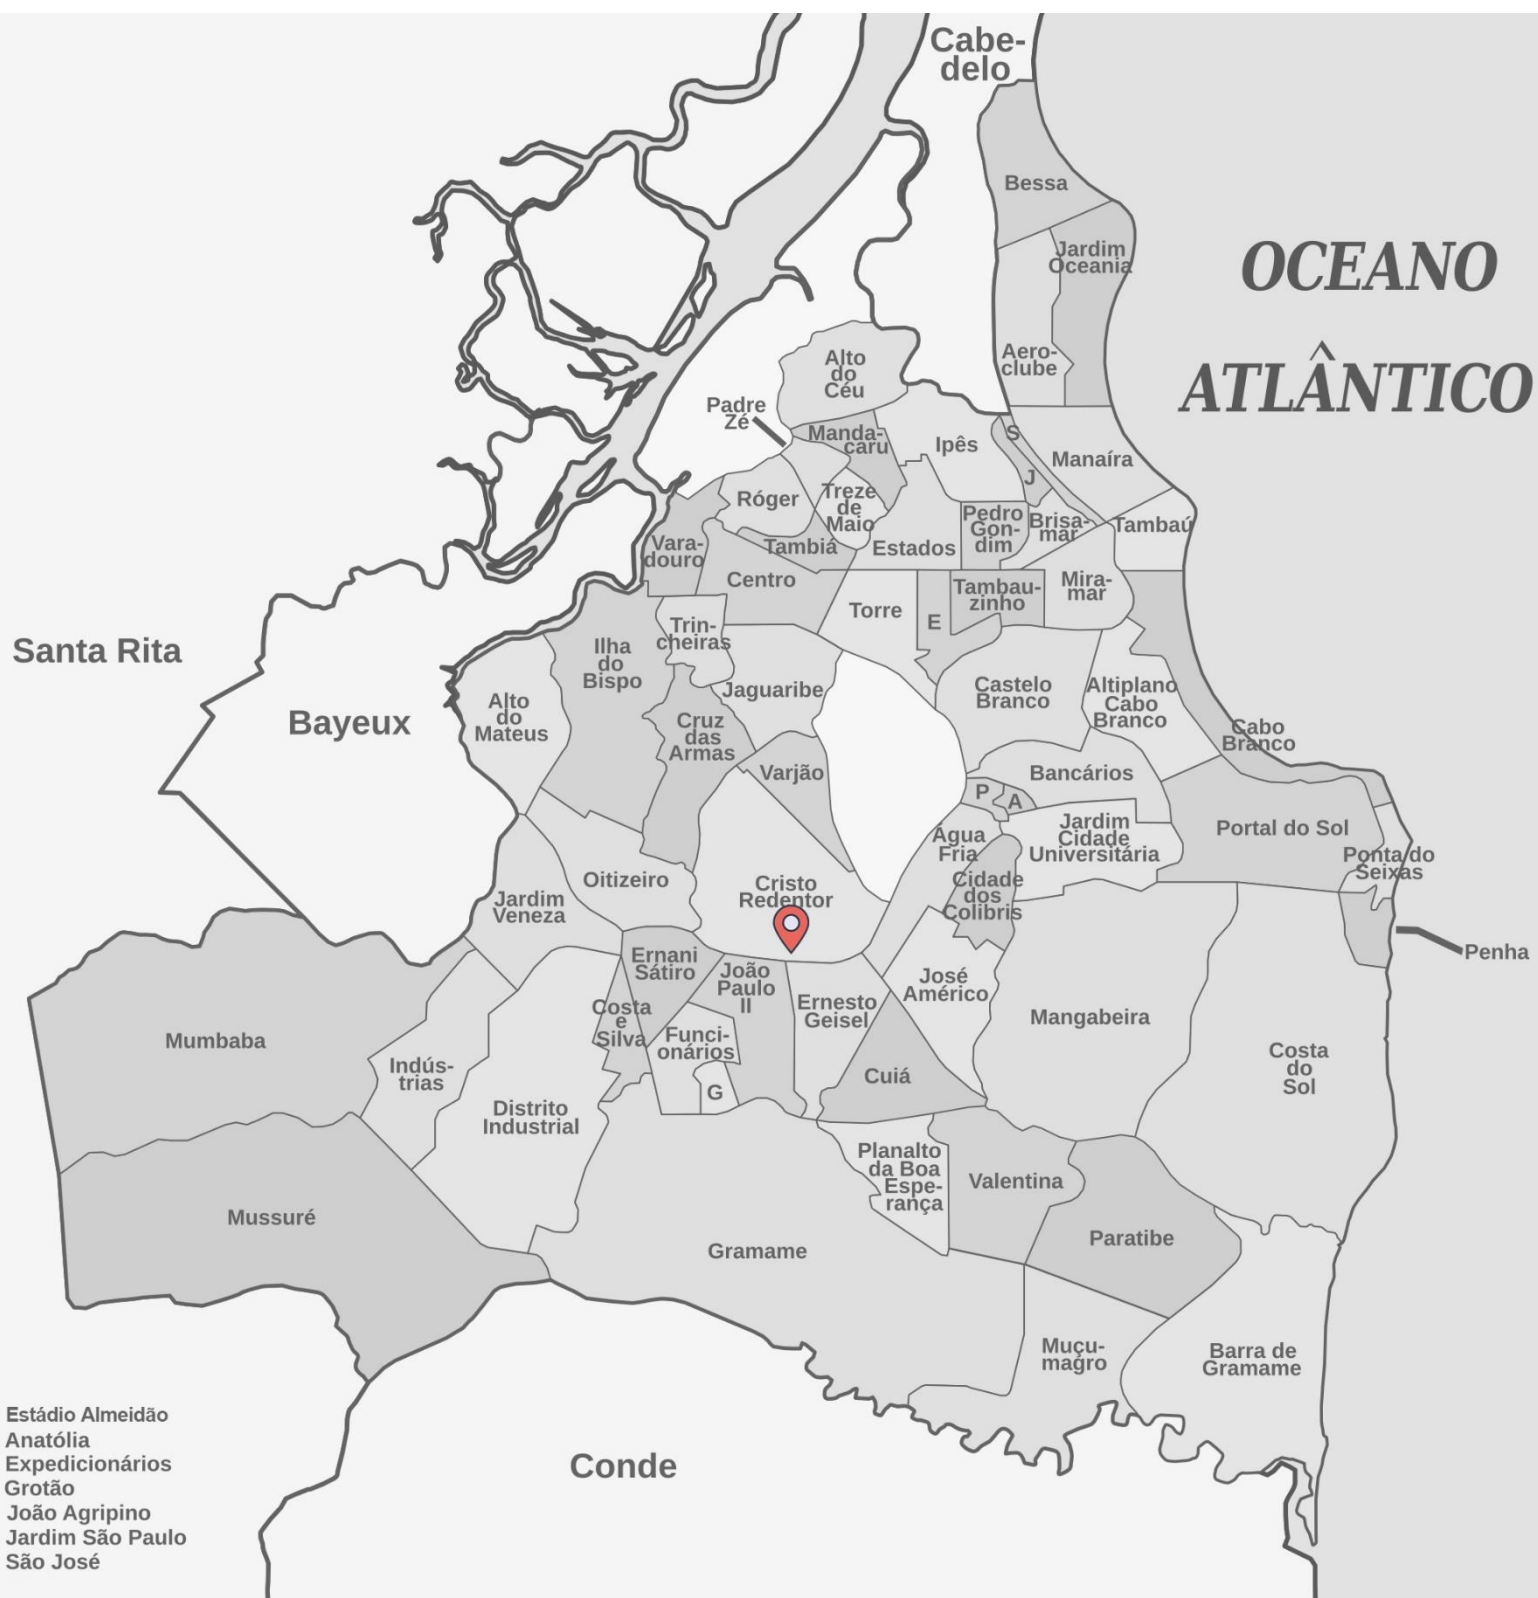 Cabe-
delo
Bessa
Jardim
Oceania
OCEANO
ATLÂNTICO
Aero-
clube
Alto
do
Céu
Padre
Zé
Manda-
caru
Ipês
S
J
Manaíra
Róger
Treze
de
Maio
Pedro
Gon-
dim
Brisa-
mar
Tambaú
Vara-
douro
Tambiá
Estados
Centro
Torre
E
Tambau-
zinho
Mira-
mar
Santa Rita
Trin-
cheiras
Ilha
do
Bispo
Jaguaribe
Castelo
Branco
Altiplano
Cabo
Branco
Alto
do
Mateus
Bayeux
Cruz
das
Armas
Cabo
Branco
Varjão
Bancários
P
A
Água
Fria
Jardim
Cidade
Universitária
Portal do Sol
Ponta do
Seixas
Oitizeiro
Cristo
Redentor
Cidade
dos
Colibris
Jardim
Veneza
Penha
Ernani
Sátiro
João
Paulo
II
José
Américo
Costa
e
Silva
Ernesto
Geisel
Mangabeira
Mumbaba
Funci-
onários
Indús-
trias
Cuiá
Costa
do
Sol
G
Distrito
Industrial
Planalto
da Boa
Espe-
rança
Valentina
Mussuré
Gramame
Paratibe
Muçu-
magro
Barra de
Gramame
Conde
Estádio Almeidão
Anatólia
Expedicionários
Grotão
João Agripino
Jardim São Paulo
São José